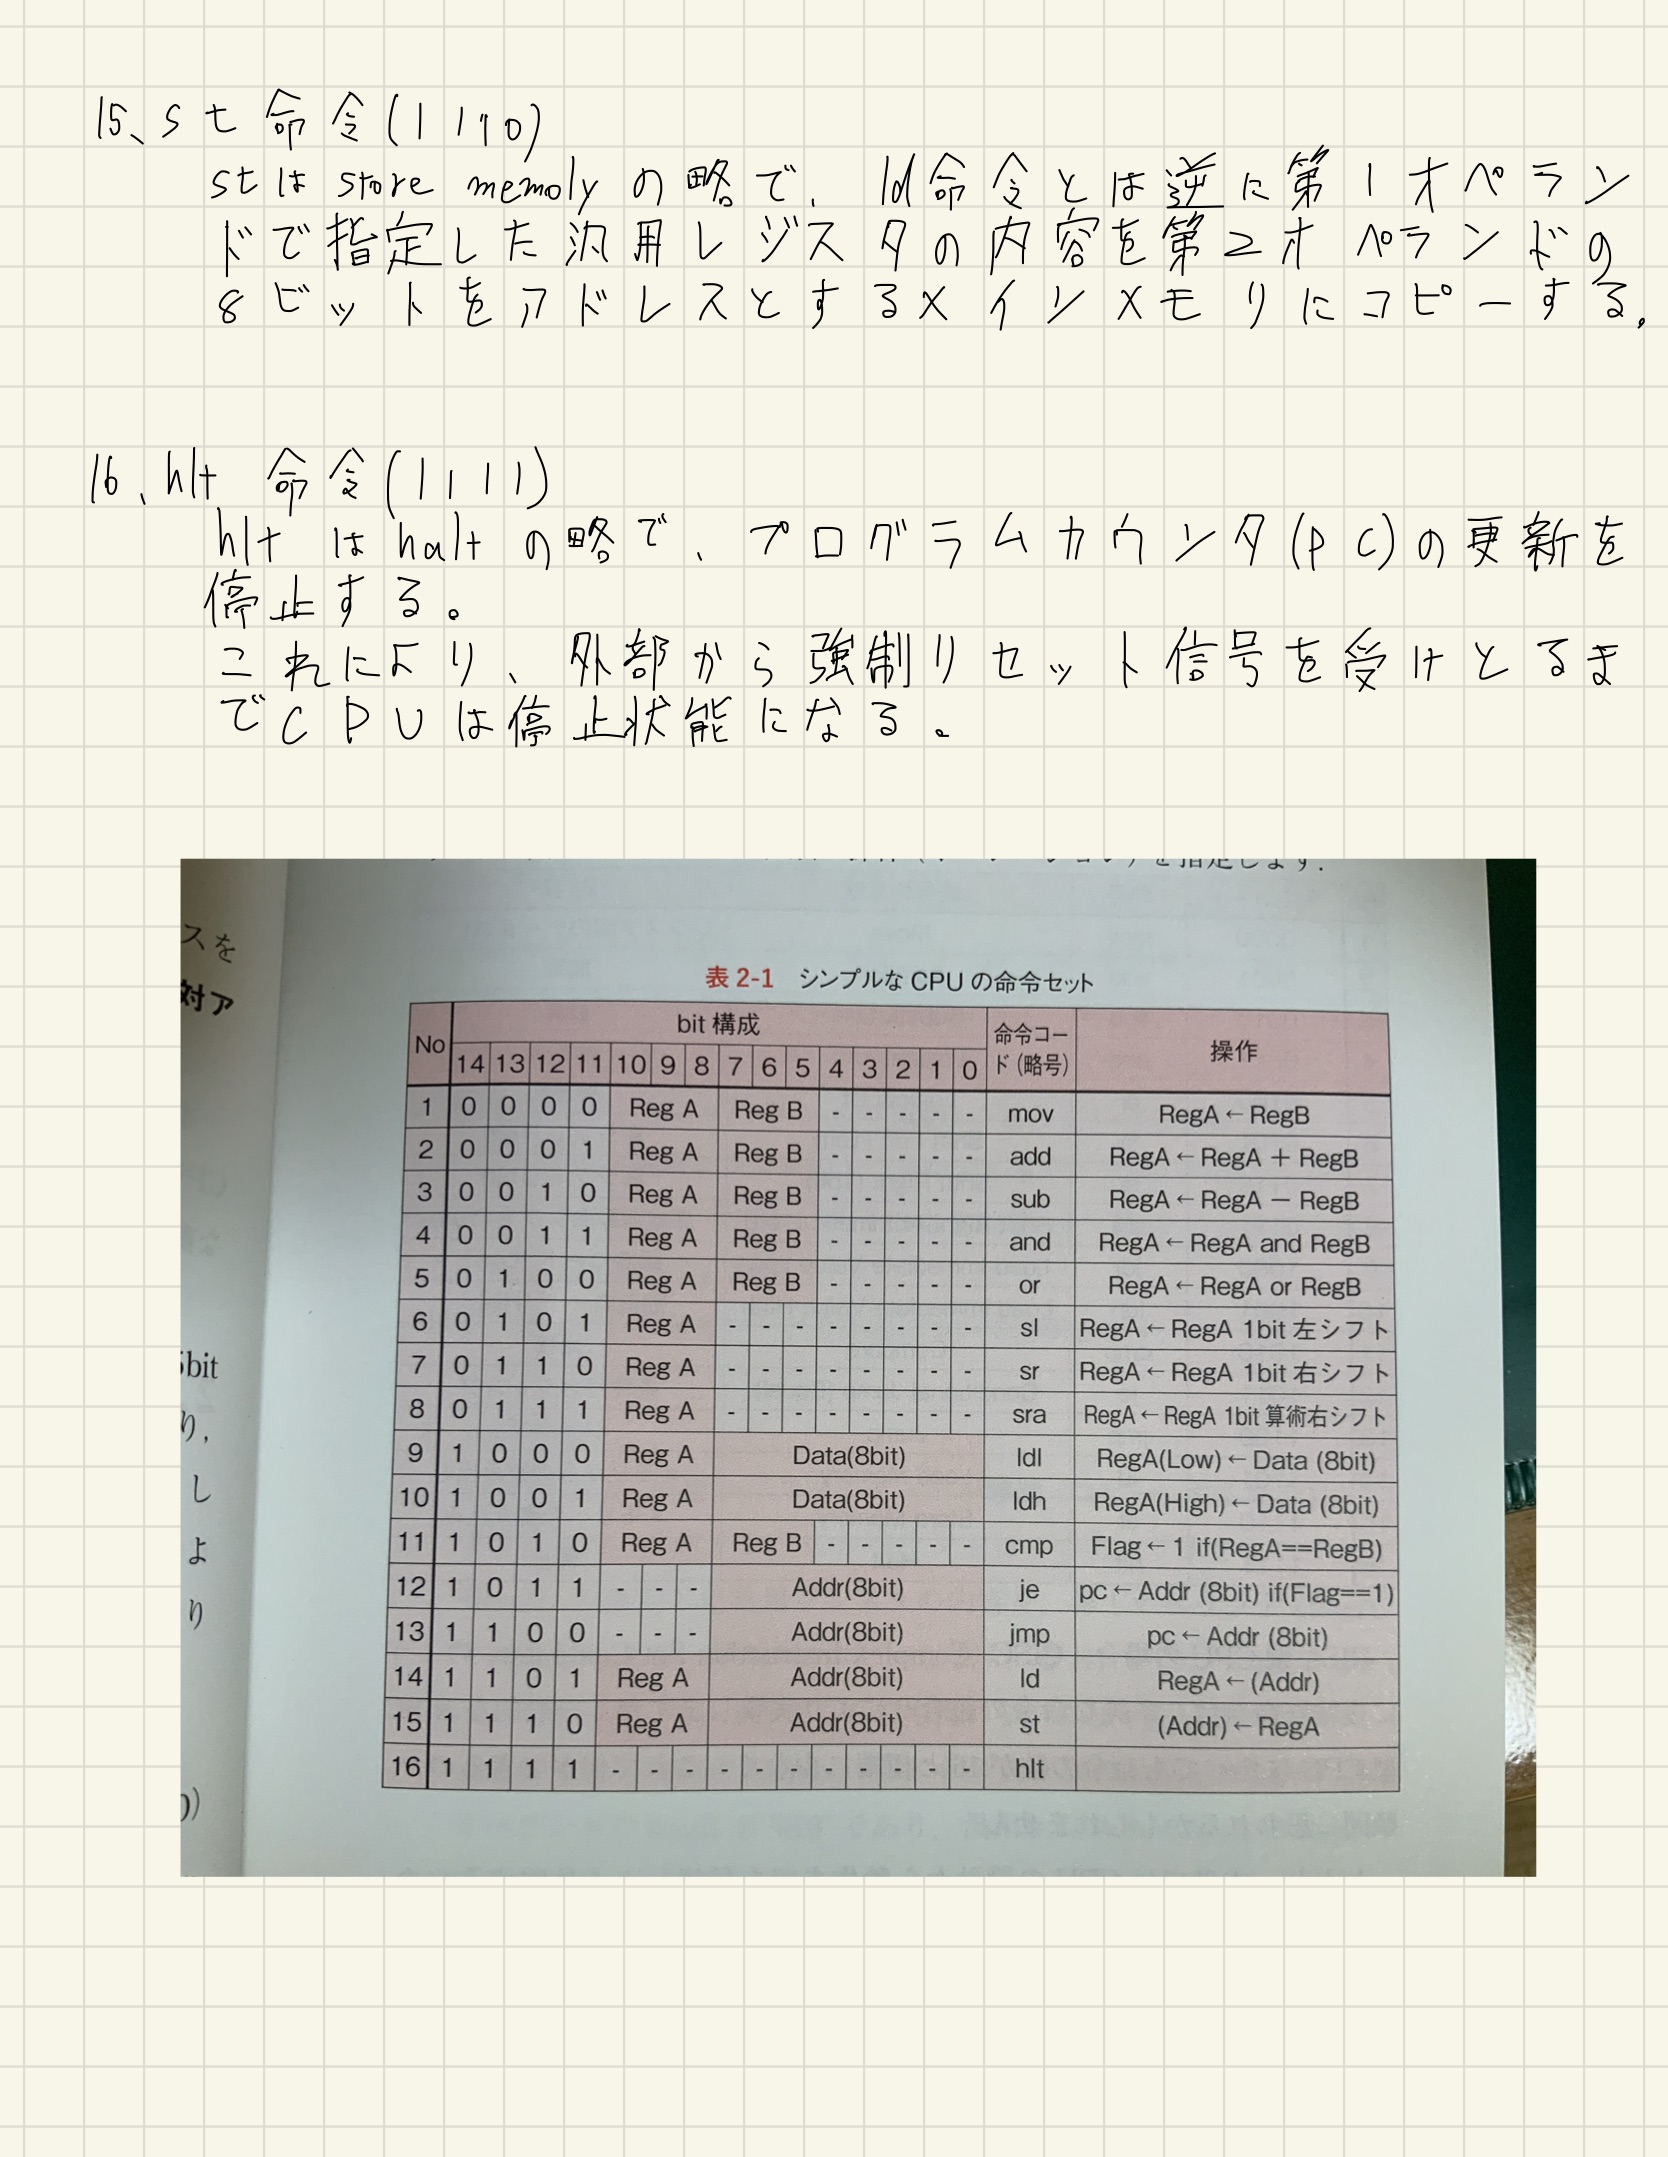 15、st 命令(1110)
stは store memoly の略で、ld命令とは逆に第1オペラン
ドで指定した汎用レジスタの内容を第2オペランドの
8ビットをアドレスとするメインメモリにコピーする。
16、hlt 命令(1111)
hlt は halt の略で、プログラムカウンタ(PC)の更新を
停止する。
これにより、外部から強制リセット信号を受けとるま
でCPUは停止状態になる。
を指定します.
スを
対ア
bit
り,
し
よ
り
表 2-1 シンプルな CPU の命令セット
No bit 構成 命令コード(略号) 操作
14 13 12 11 10 9 8 7 6 5 4 3 2 1 0
1 0 0 0 0 Reg A Reg B - - - - - mov RegA ← RegB
2 0 0 0 1 Reg A Reg B - - - - - add RegA ← RegA + RegB
3 0 0 1 0 Reg A Reg B - - - - - sub RegA ← RegA − RegB
4 0 0 1 1 Reg A Reg B - - - - - and RegA ← RegA and RegB
5 0 1 0 0 Reg A Reg B - - - - - or RegA ← RegA or RegB
6 0 1 0 1 Reg A - - - - - - - - sl RegA ← RegA 1bit 左シフト
7 0 1 1 0 Reg A - - - - - - - - sr RegA ← RegA 1bit 右シフト
8 0 1 1 1 Reg A - - - - - - - - sra RegA ← RegA 1bit 算術右シフト
9 1 0 0 0 Reg A Data(8bit) ldl RegA(Low) ← Data (8bit)
10 1 0 0 1 Reg A Data(8bit) ldh RegA(High) ← Data (8bit)
11 1 0 1 0 Reg A Reg B - - - - - cmp Flag ← 1 if(RegA==RegB)
12 1 0 1 1 - - - Addr(8bit) je pc ← Addr (8bit) if(Flag==1)
13 1 1 0 0 - - - Addr(8bit) jmp pc ← Addr (8bit)
14 1 1 0 1 Reg A Addr(8bit) ld RegA ← (Addr)
15 1 1 1 0 Reg A Addr(8bit) st (Addr) ← RegA
16 1 1 1 1 - - - - - - - - - - - hlt